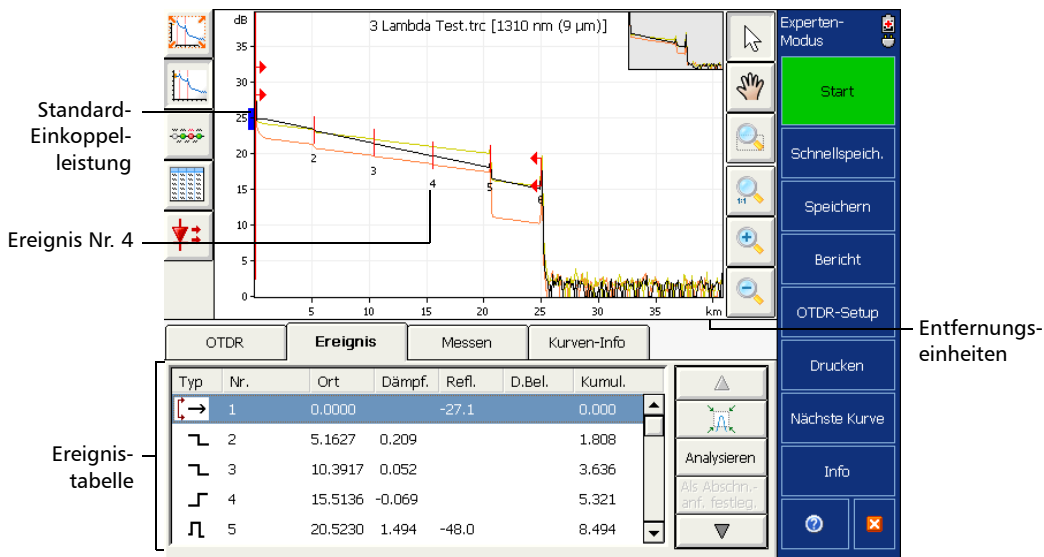 dB
3 Lambda Test.trc [1310 nm (9 µm)]
35
30
25
20
15
10
5
0
2
3
4
5
6
5
10
15
20
25
30
35
km
Standard-
Einkoppel-
leistung
Ereignis Nr. 4
Ereignis-
tabelle
Entfernungs-
einheiten
1:1
Experten-
Modus
Start
Schnellspeich.
Speichern
Bericht
OTDR-Setup
Drucken
Nächste Kurve
Info
OTDR
Ereignis
Messen
Kurven-Info
Typ Nr. Ort Dämpf. Refl. D.Bel. Kumul.
1 0.0000 -27.1 0.000
2 5.1627 0.209 1.808
3 10.3917 0.052 3.636
4 15.5136 -0.069 5.321
5 20.5230 1.494 -48.0 8.494
Analysieren
Als Abschn.-
anf. festleg.